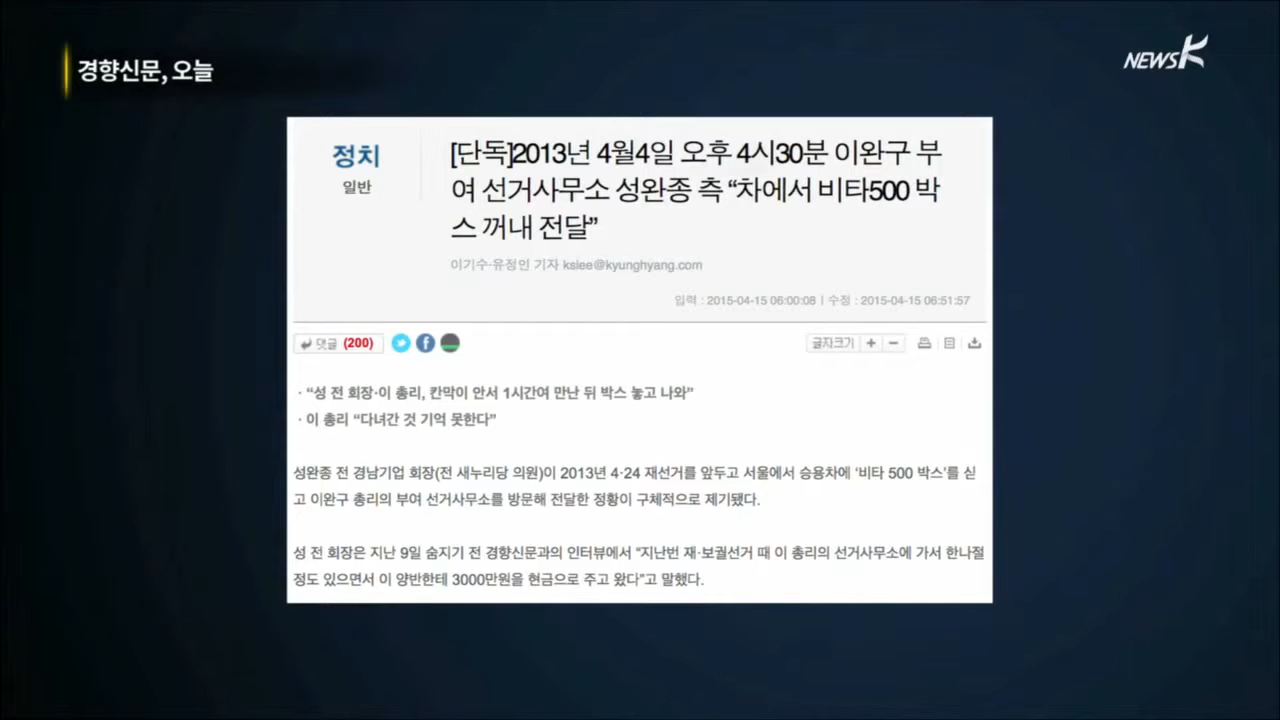 경향신문, 오늘
NEWS K
정치
일반
[단독]2013년 4월4일 오후 4시30분 이완구 부
여 선거사무소 성완종 측 “차에서 비타500 박
스 꺼내 전달”
이기수·유정인 기자 kslee@kyunghyang.com
입력 : 2015-04-15 06:00:08 | 수정 : 2015-04-15 06:51:57
댓글 (200)
글자크기 + −
· “성 전 회장·이 총리, 칸막이 안서 1시간여 만난 뒤 박스 놓고 나와”
· 이 총리 “다녀간 것 기억 못한다”
성완종 전 경남기업 회장(전 새누리당 의원)이 2013년 4·24 재선거를 앞두고 서울에서 승용차에 ‘비타 500 박스’를 싣
고 이완구 총리의 부여 선거사무소를 방문해 전달한 정황이 구체적으로 제기됐다.
성 전 회장은 지난 9일 숨지기 전 경향신문과의 인터뷰에서 “지난번 재·보궐선거 때 이 총리의 선거사무소에 가서 한나절
정도 있으면서 이 양반한테 3000만원을 현금으로 주고 왔다”고 말했다.